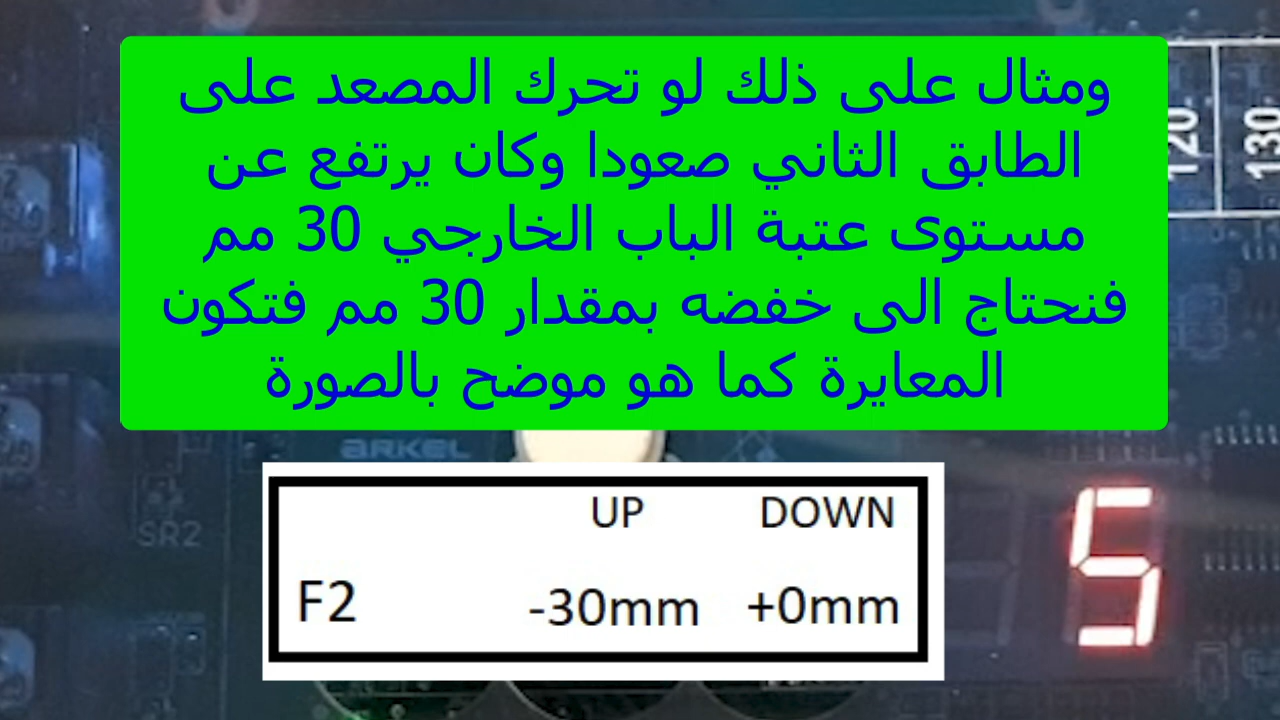 ومثال على ذلك لو تحرك المصعد على
الطابق الثاني صعودا وكان يرتفع عن
مستوى عتبة الباب الخارجي 30 مم
فنحتاج الى خفضه بمقدار 30 مم فتكون
المعايرة كما هو موضح بالصورة
120
130
ARKEL
SR2
UP DOWN
F2 -30mm +0mm
5